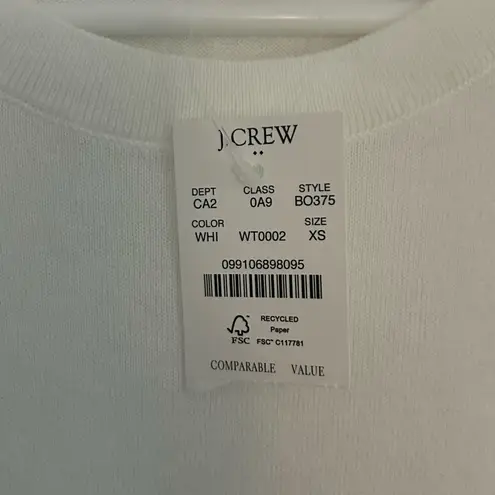 J.CREW
DEPT CLASS STYLE
CA2 0A9 BO375
COLOR SIZE
WHI WT0002 XS
099106898095
RECYCLED
Paper
FSC FSC™ C117781
COMPARABLE VALUE